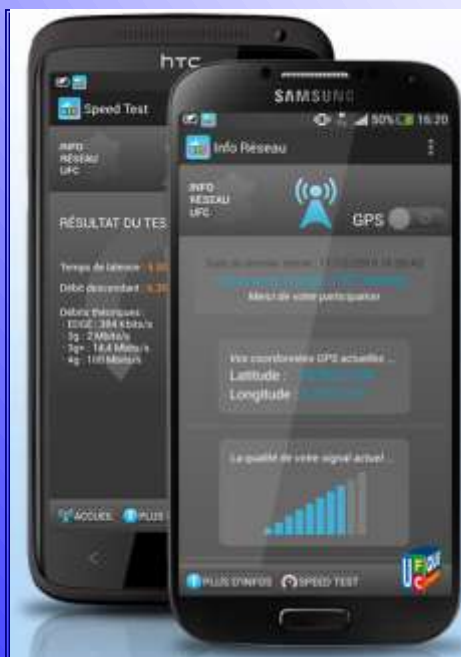 hTC
Speed Test
INFO
RÉSEAU
UFC
RÉSULTAT DU TES
Temps de latence :
Débit descendant :
Débits théoriques :
- EDGE : 384 Kbits/s
- 3g : 2 Mbits/s
- 3g+ : 14,4 Mbits/s
- 4g : 100 Mbits/s
ACCUEIL PLUS
SAMSUNG
50% 16:20
Info Réseau
INFO
RÉSEAU
UFC
GPS
Merci de votre participation
Vos coordonnées GPS actuelles ...
Latitude :
Longitude :
La qualité de votre signal actuel ...
PLUS D'INFOS SPEED TEST
UFC QUE